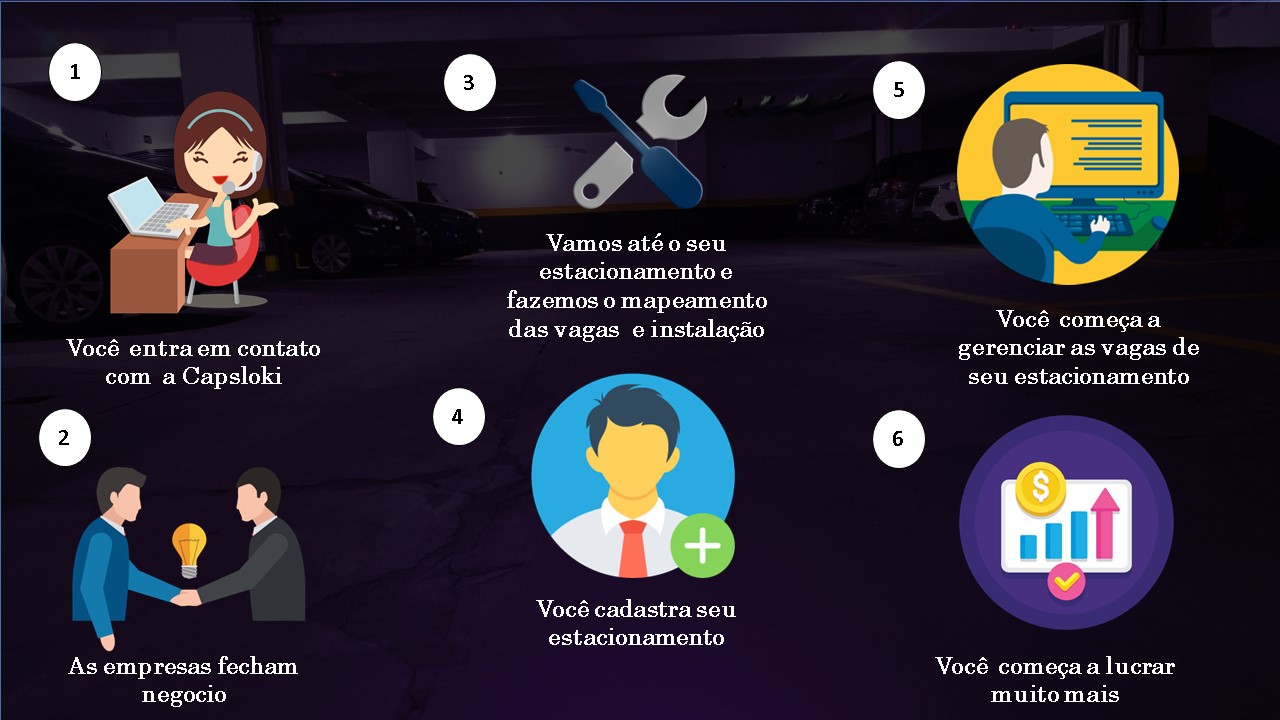 1
Você entra em contato
com a Capsloki
2
As empresas fecham
negocio
3
Vamos até o seu
estacionamento e
fazemos o mapeamento
das vagas e instalação
4
Você cadastra seu
estacionamento
5
Você começa a
gerenciar as vagas de
seu estacionamento
6
$
Você começa a lucrar
muito mais